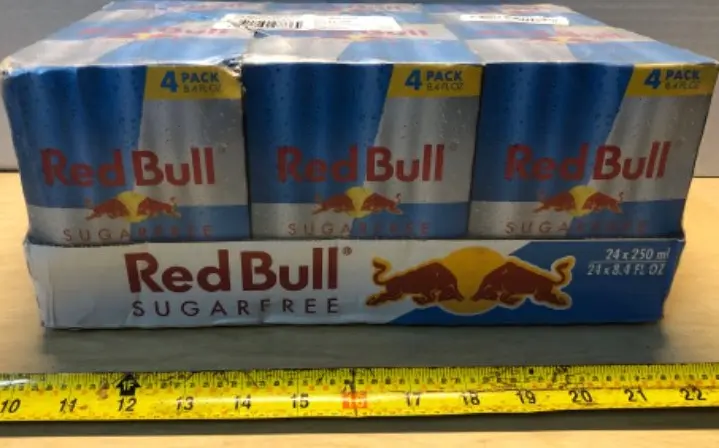 4 PACK
8.4 FL OZ
4 PACK
8.4 FL OZ
4 PACK
8.4 FL OZ
Red Bull
Red Bull
Red Bull
SUGARFREE
SUGARFREE
SUGARFREE
Red Bull®
SUGARFREE
24 x 250 ml
24 x 8.4 FL OZ
1F
10 11 12 13 14 15 16 17 18 19 20 21 22